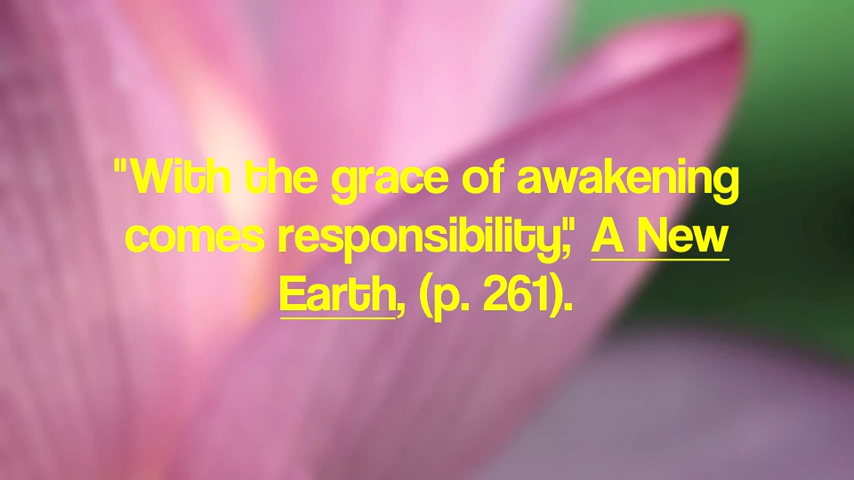 "With the grace of awakening
comes responsibility," A New
Earth, (p. 261).